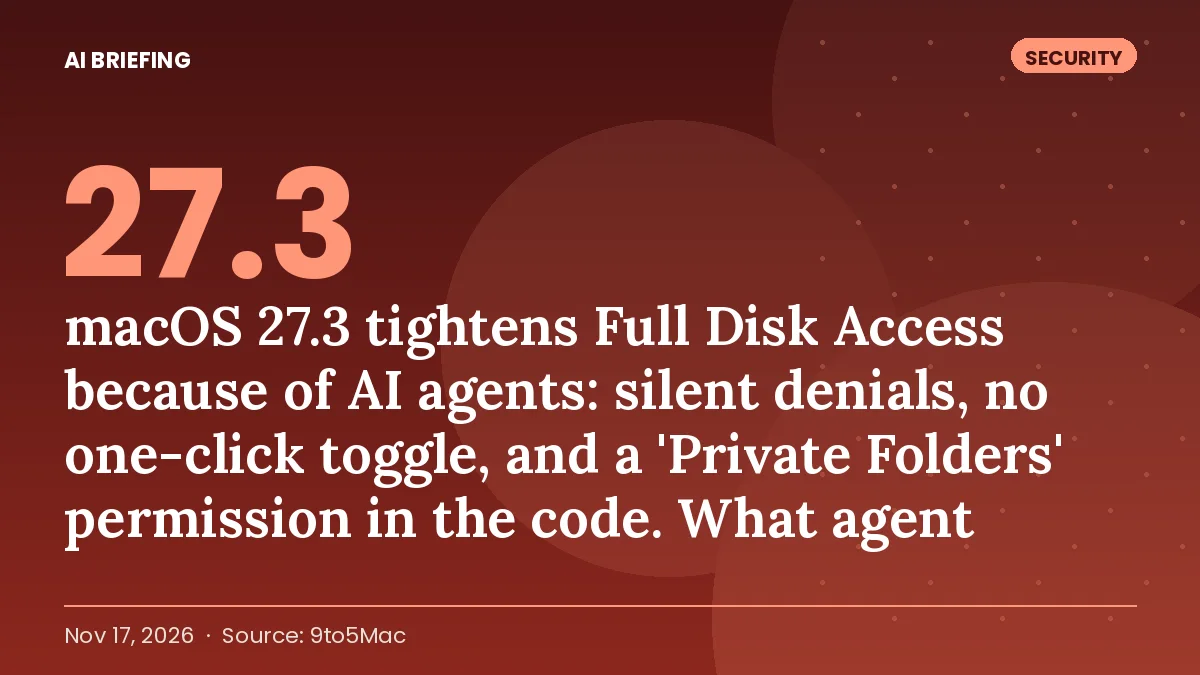 AI BRIEFING
SECURITY
27.3
macOS 27.3 tightens Full Disk Access
because of AI agents: silent denials, no
one-click toggle, and a 'Private Folders'
permission in the code. What agent
Nov 17, 2026 · Source: 9to5Mac